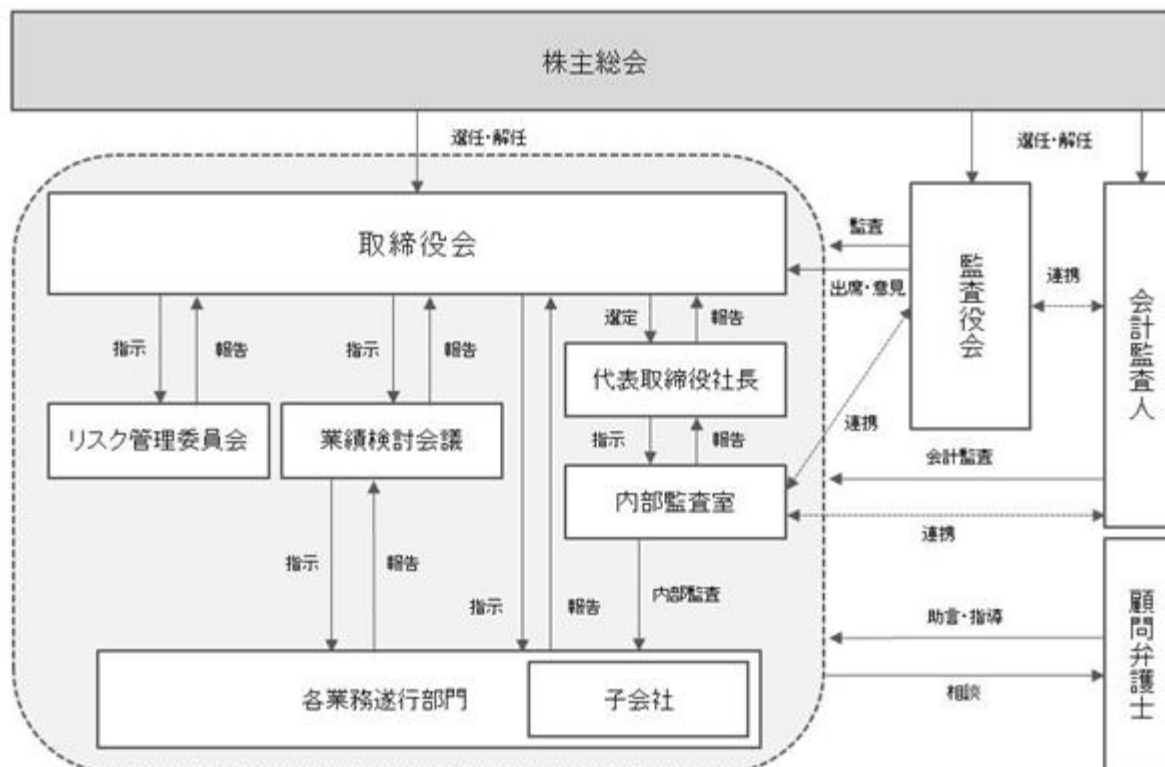 株主総会
選任・解任
選任・解任
取締役会
監査
出席・意見
監査役会
連携
会計監査人
指示
報告
指示
報告
選定
報告
代表取締役社長
リスク管理委員会
業績検討会議
指示
報告
連携
内部監査室
会計監査
連携
指示
報告
指示
報告
内部監査
各業務遂行部門
子会社
助言・指導
相談
顧問弁護士